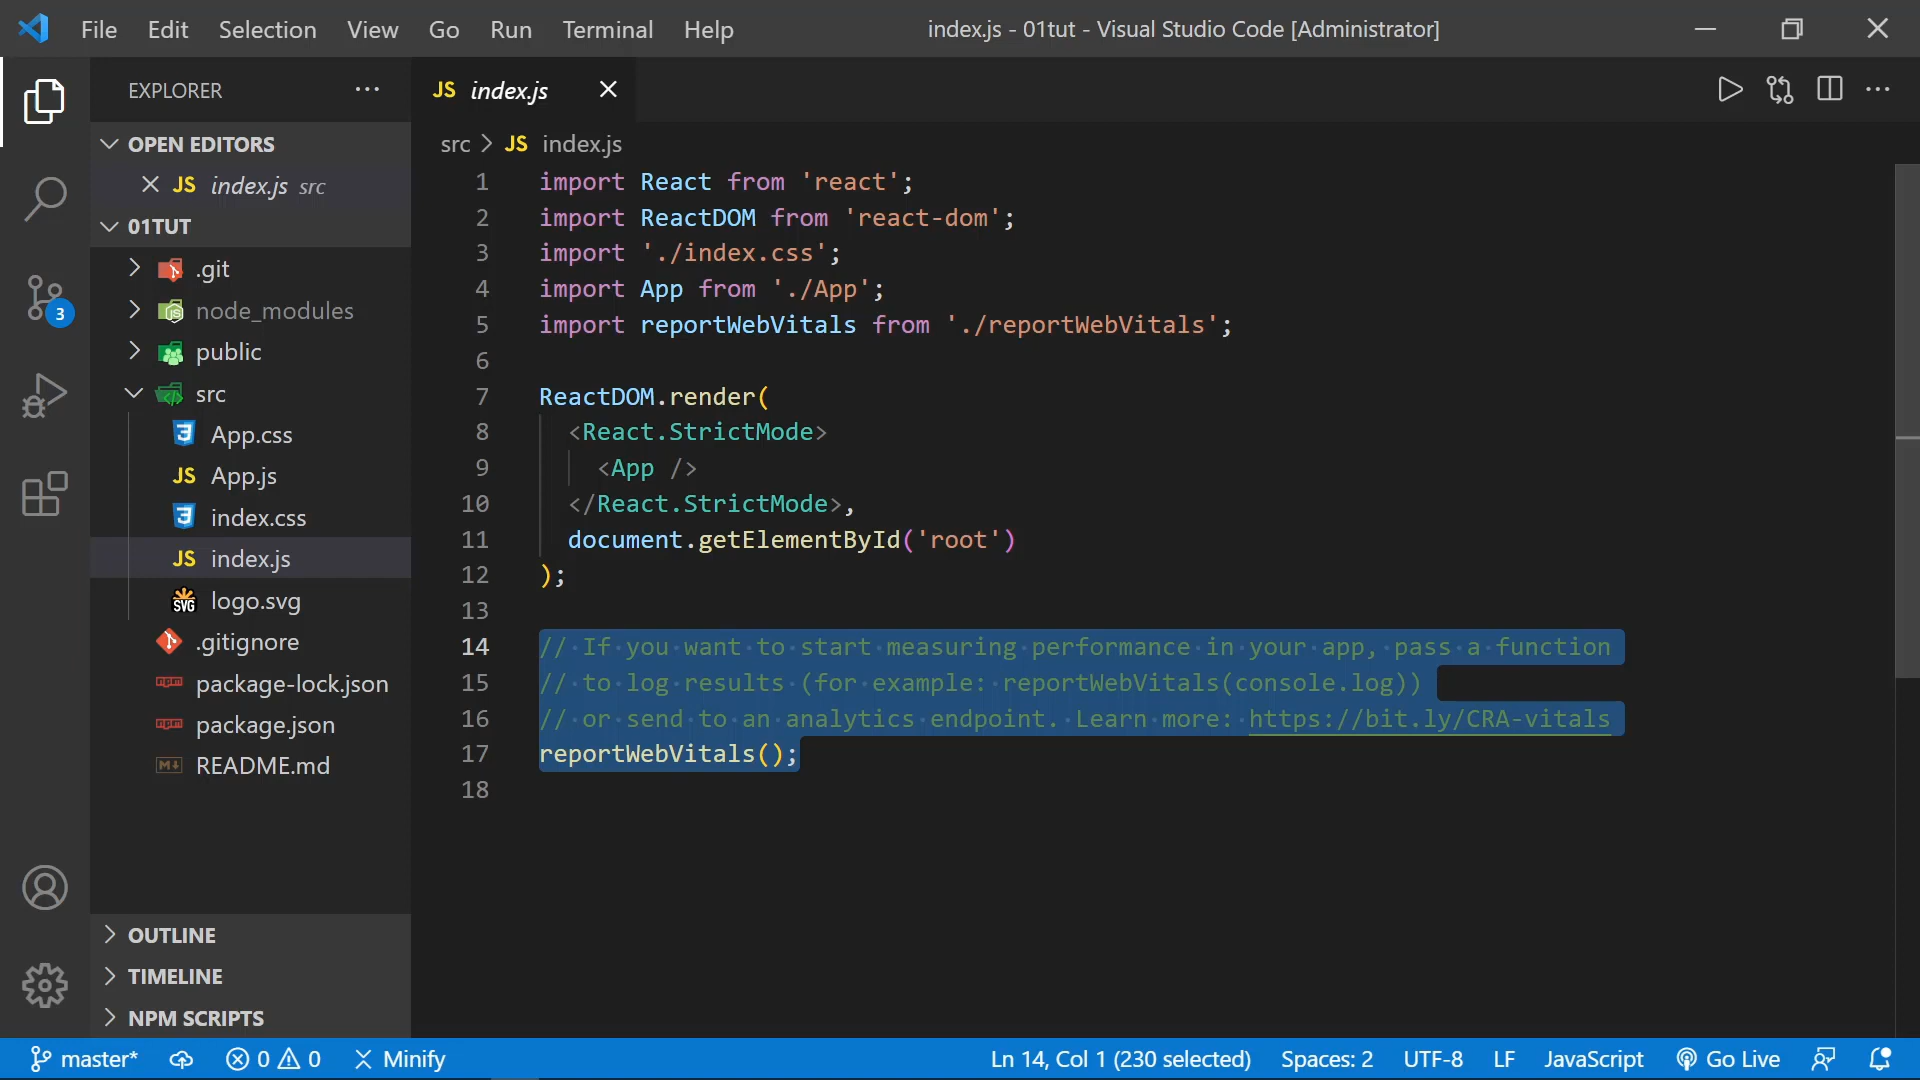 File Edit Selection View Go Run Terminal Help index.js - 01tut - Visual Studio Code [Administrator]
EXPLORER
JS index.js
OPEN EDITORS
JS index.js src
01TUT
.git
node_modules
public
src
App.css
JS App.js
index.css
JS index.js
SVG logo.svg
.gitignore
package-lock.json
package.json
README.md
OUTLINE
TIMELINE
NPM SCRIPTS
3
src > JS index.js
1 import React from 'react';
2 import ReactDOM from 'react-dom';
3 import './index.css';
4 import App from './App';
5 import reportWebVitals from './reportWebVitals';
6
7 ReactDOM.render(
8 <React.StrictMode>
9 <App />
10 </React.StrictMode>,
11 document.getElementById('root')
12 );
13
14 // If you want to start measuring performance in your app, pass a function
15 // to log results (for example: reportWebVitals(console.log))
16 // or send to an analytics endpoint. Learn more: https://bit.ly/CRA-vitals
17 reportWebVitals();
18
master* 0 0 Minify Ln 14, Col 1 (230 selected) Spaces: 2 UTF-8 LF JavaScript Go Live